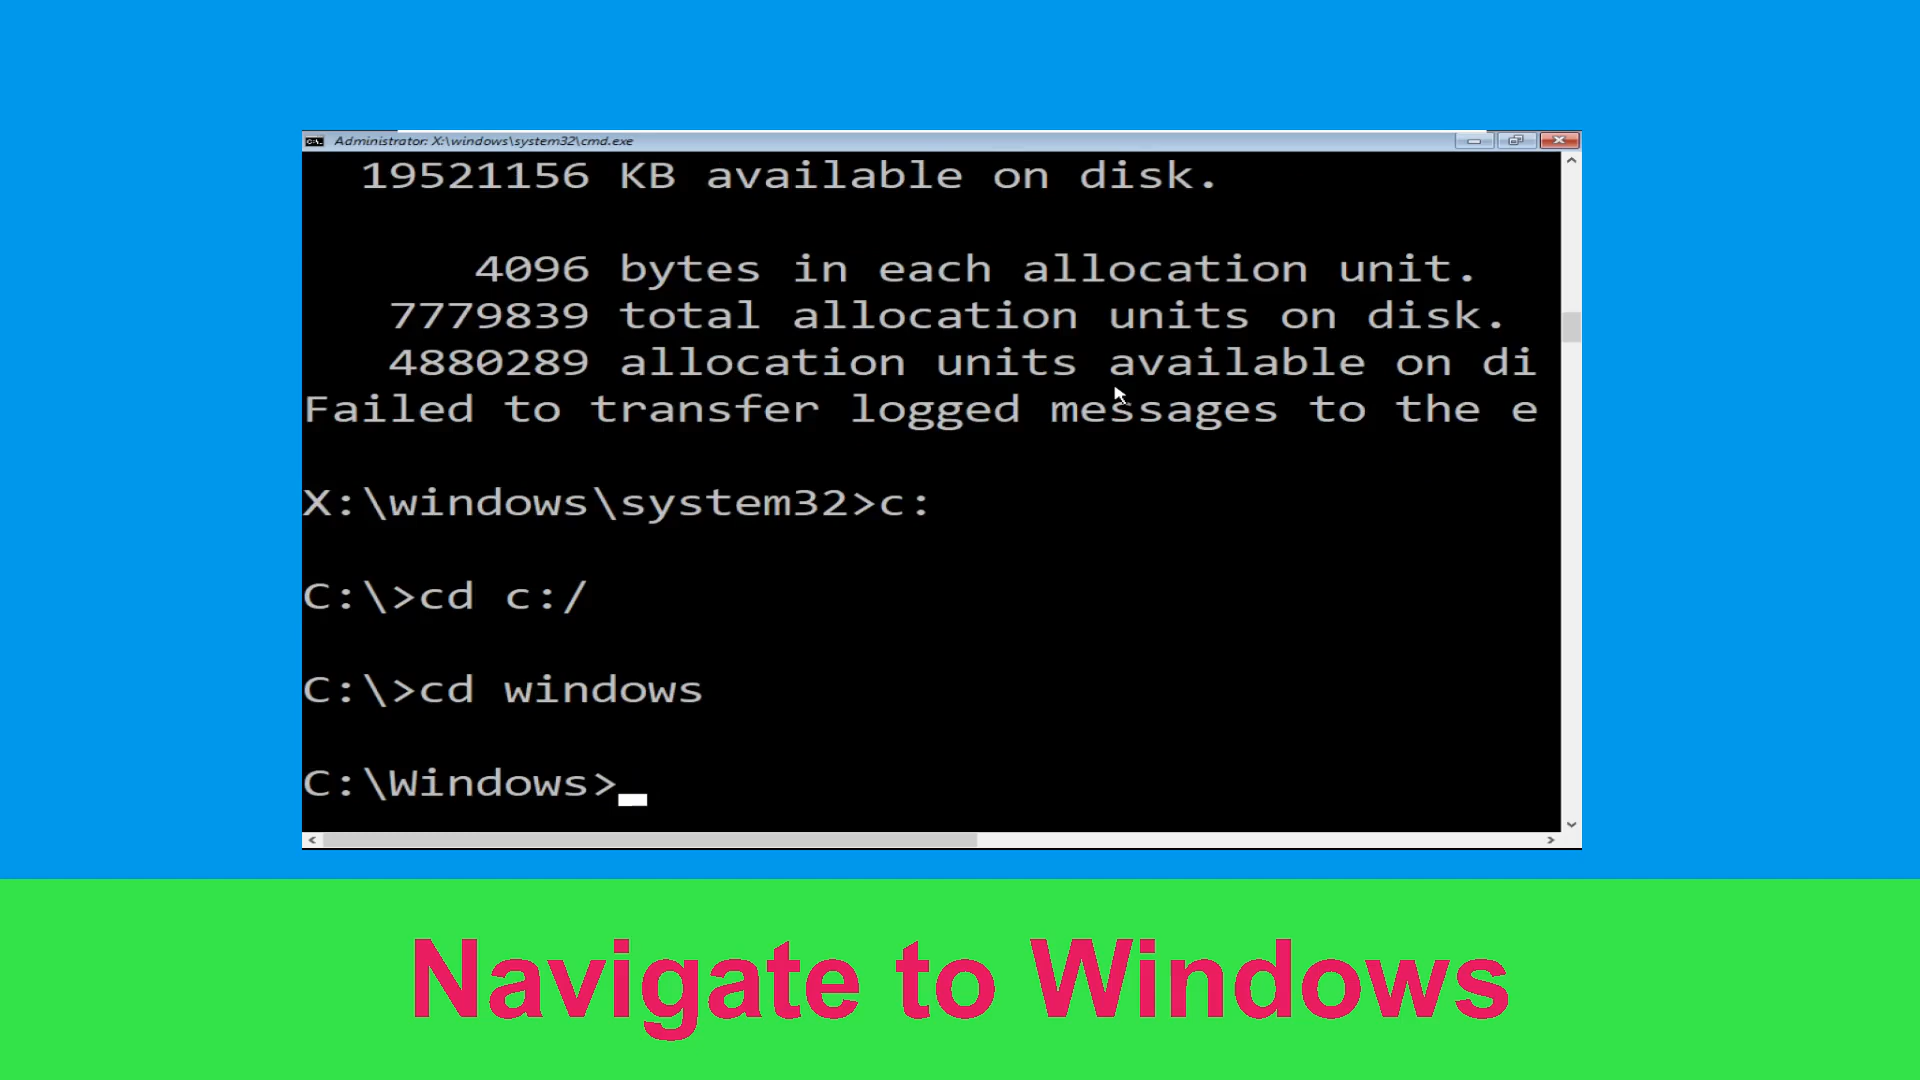 Administrator: X:\windows\system32\cmd.exe
19521156 KB available on disk.
4096 bytes in each allocation unit.
7779839 total allocation units on disk.
4880289 allocation units available on di
Failed to transfer logged messages to the e
X:\windows\system32>c:
C:\>cd c:/
C:\>cd windows
C:\Windows>
Navigate to Windows